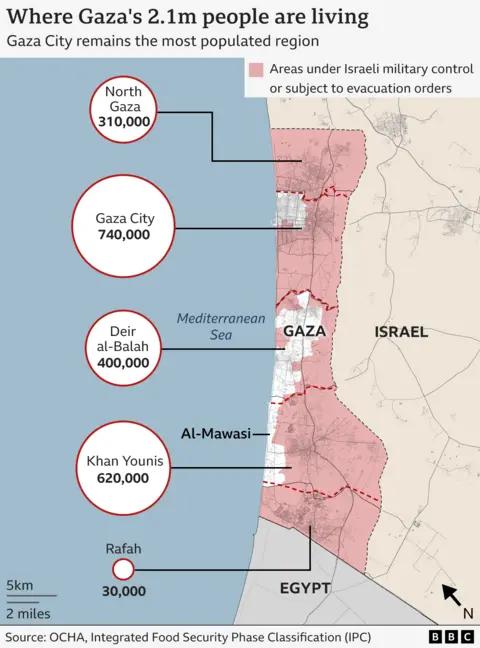 Where Gaza's 2.1m people are living
Gaza City remains the most populated region
Areas under Israeli military control
or subject to evacuation orders
North
Gaza
310,000
Gaza City
740,000
Deir
al-Balah
400,000
Mediterranean
Sea
GAZA
ISRAEL
Al-Mawasi
Khan Younis
620,000
Rafah
30,000
EGYPT
5km
2 miles
N
Source: OCHA, Integrated Food Security Phase Classification (IPC)
BBC